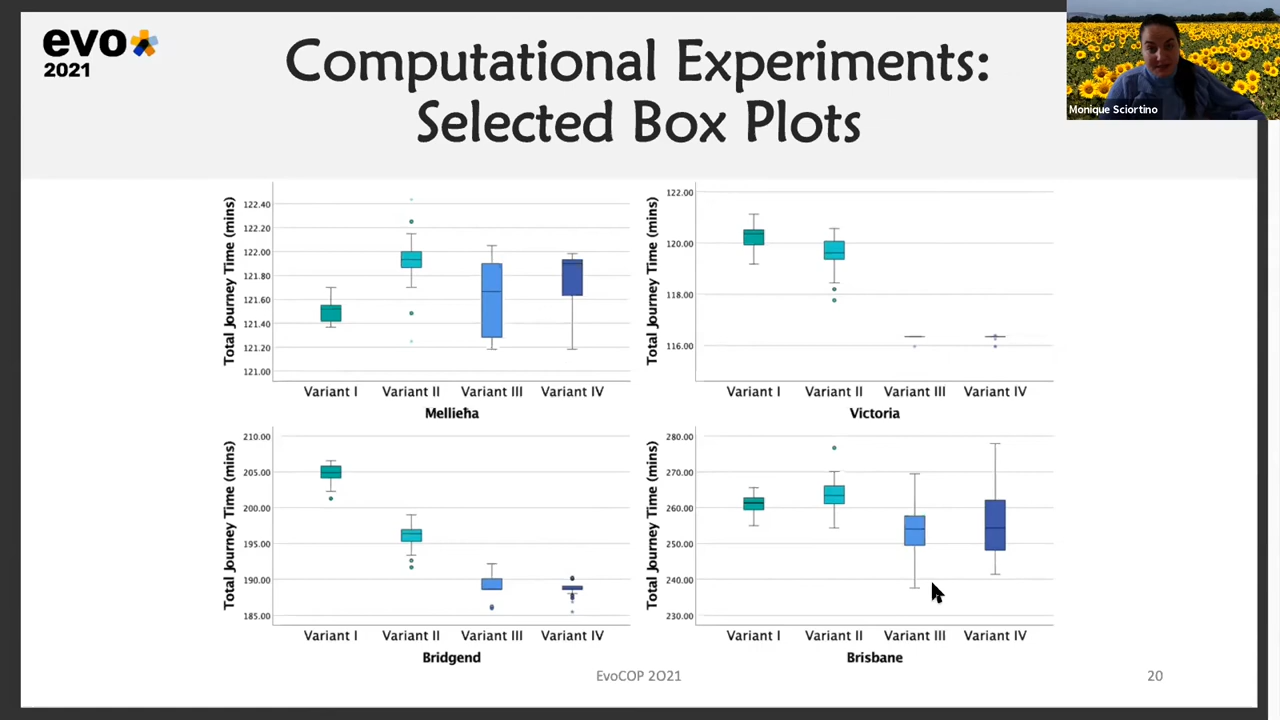 evo
2021
Computational Experiments:
Selected Box Plots
Monique Sciortino
Total Journey Time (mins)
122.40
122.20
122.00
121.80
121.60
121.40
121.20
121.00
Variant I
Variant II
Variant III
Variant IV
Mellieħa
Total Journey Time (mins)
122.00
120.00
118.00
116.00
Variant I
Variant II
Variant III
Variant IV
Victoria
Total Journey Time (mins)
210.00
205.00
200.00
195.00
190.00
185.00
Variant I
Variant II
Variant III
Variant IV
Bridgend
Total Journey Time (mins)
280.00
270.00
260.00
250.00
240.00
230.00
Variant I
Variant II
Variant III
Variant IV
Brisbane
EvoCOP 2021
20